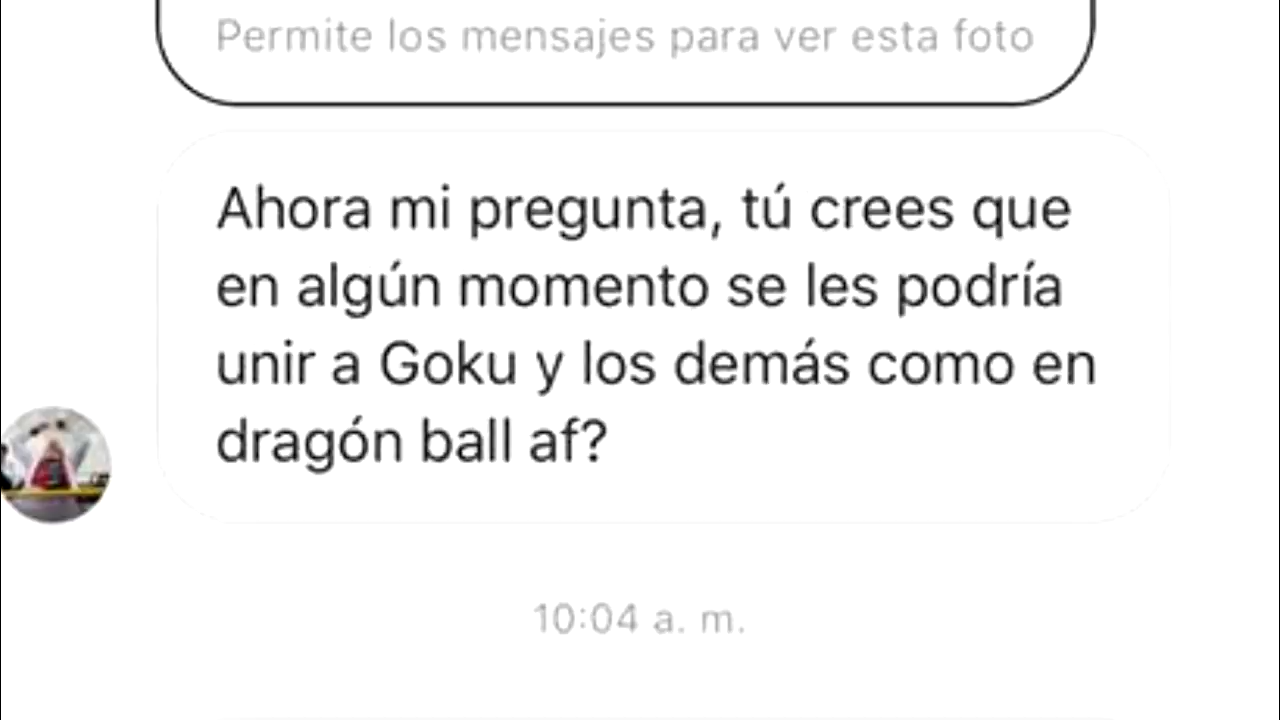 Permite los mensajes para ver esta foto
Ahora mi pregunta, tú crees que
en algún momento se les podría
unir a Goku y los demás como en
dragón ball af?
10:04 a. m.